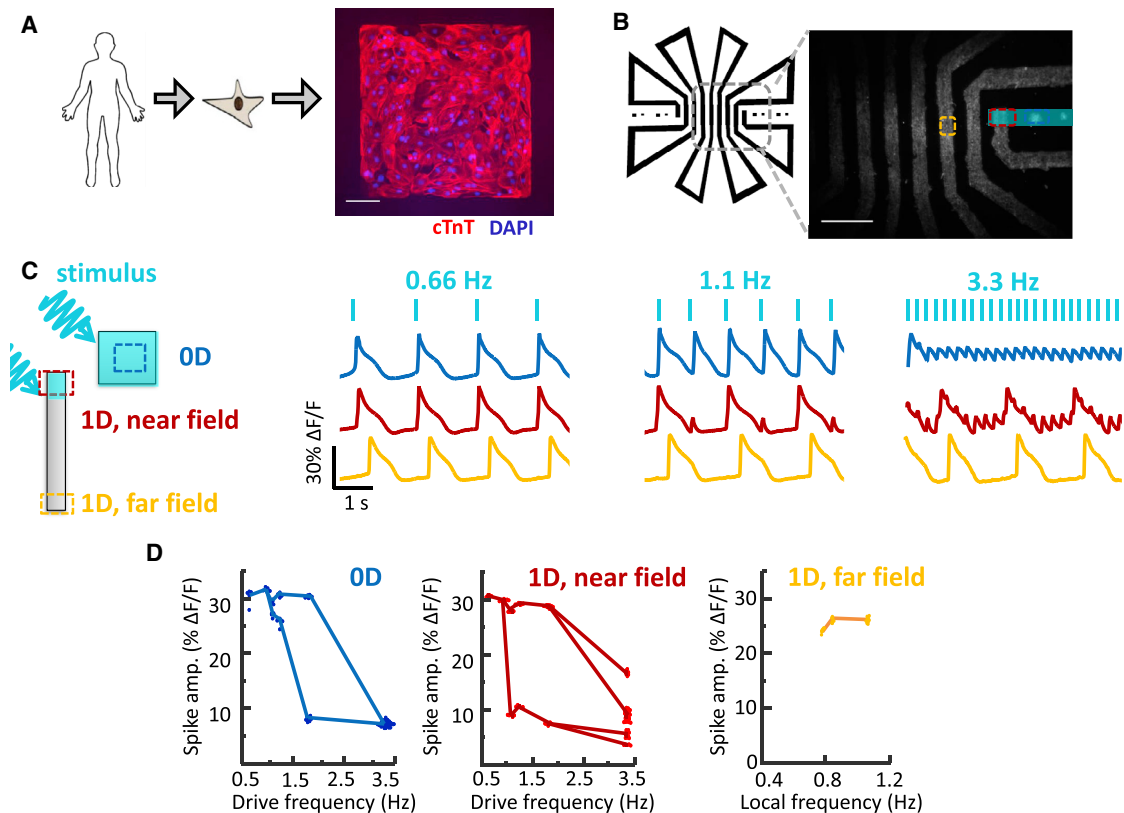 A
cTnT DAPI
B
C
stimulus
0D
1D, near field
1D, far field
0.66 Hz
1.1 Hz
3.3 Hz
30% ΔF/F
1 s
D
0D
Spike amp. (% ΔF/F)
30
20
10
0.5 1.5 2.5 3.5
Drive frequency (Hz)
1D, near field
Spike amp. (% ΔF/F)
30
20
10
0
0.5 1.5 2.5 3.5
Drive frequency (Hz)
1D, far field
Spike amp. (% ΔF/F)
30
20
10
0
0.4 0.8 1.2
Local frequency (Hz)